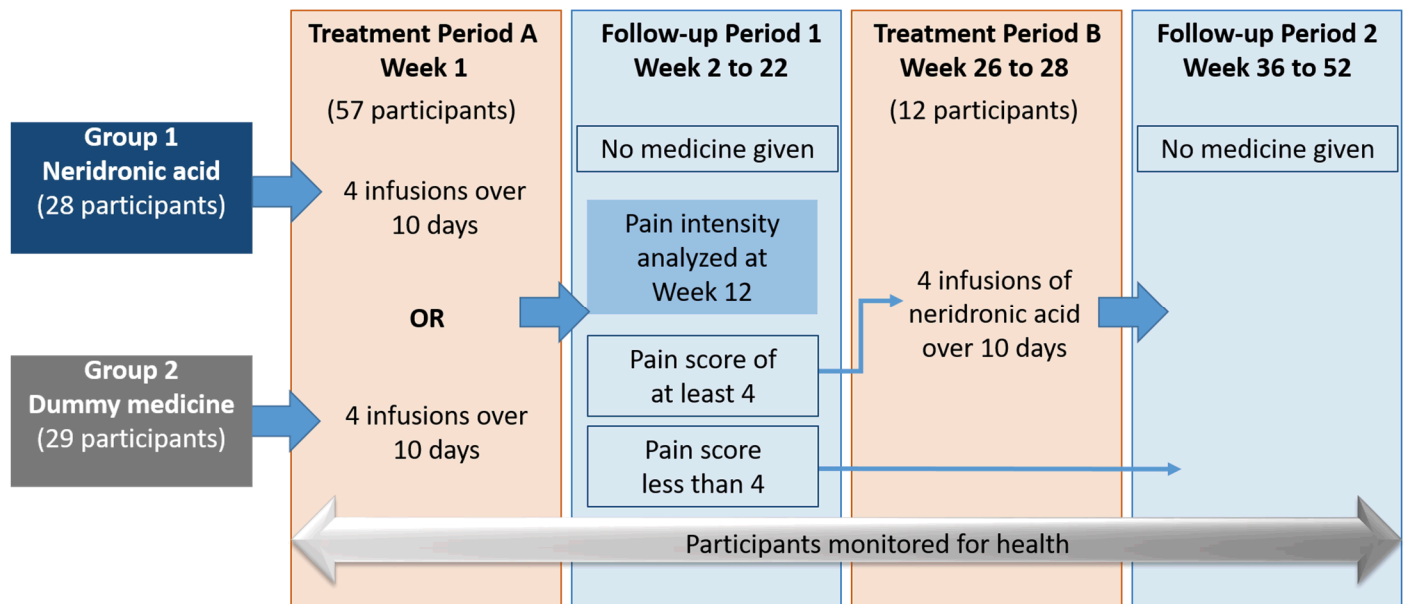 Group 1
Neridronic acid
(28 participants)
Group 2
Dummy medicine
(29 participants)
Treatment Period A
Week 1
(57 participants)
4 infusions over
10 days
OR
4 infusions over
10 days
Follow-up Period 1
Week 2 to 22
No medicine given
Pain intensity
analyzed at
Week 12
Pain score of
at least 4
Pain score
less than 4
Treatment Period B
Week 26 to 28
(12 participants)
4 infusions of
neridronic acid
over 10 days
Follow-up Period 2
Week 36 to 52
No medicine given
Participants monitored for health